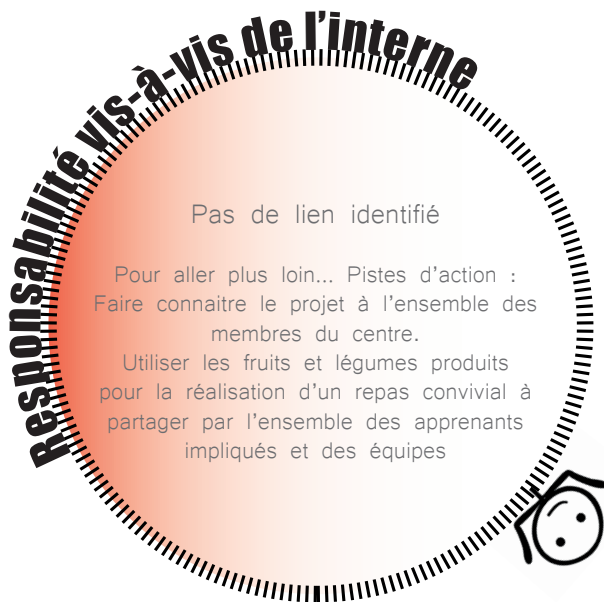 Responsabilité vis-à-vis de l'interne
Pas de lien identifié
Pour aller plus loin... Pistes d'action :
Faire connaitre le projet à l'ensemble des
membres du centre.
Utiliser les fruits et légumes produits
pour la réalisation d'un repas convivial à
partager par l'ensemble des apprenants
impliqués et des équipes